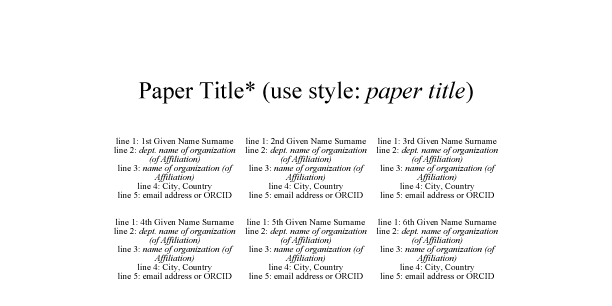 Paper Title* (use style: paper title)
line 1: 1st Given Name Surname
line 2: dept. name of organization
(of Affiliation)
line 3: name of organization (of
Affiliation)
line 4: City, Country
line 5: email address or ORCID
line 1: 2nd Given Name Surname
line 2: dept. name of organization
(of Affiliation)
line 3: name of organization (of
Affiliation)
line 4: City, Country
line 5: email address or ORCID
line 1: 3rd Given Name Surname
line 2: dept. name of organization
(of Affiliation)
line 3: name of organization (of
Affiliation)
line 4: City, Country
line 5: email address or ORCID
line 1: 4th Given Name Surname
line 2: dept. name of organization
(of Affiliation)
line 3: name of organization (of
Affiliation)
line 4: City, Country
line 5: email address or ORCID
line 1: 5th Given Name Surname
line 2: dept. name of organization
(of Affiliation)
line 3: name of organization (of
Affiliation)
line 4: City, Country
line 5: email address or ORCID
line 1: 6th Given Name Surname
line 2: dept. name of organization
(of Affiliation)
line 3: name of organization (of
Affiliation)
line 4: City, Country
line 5: email address or ORCID